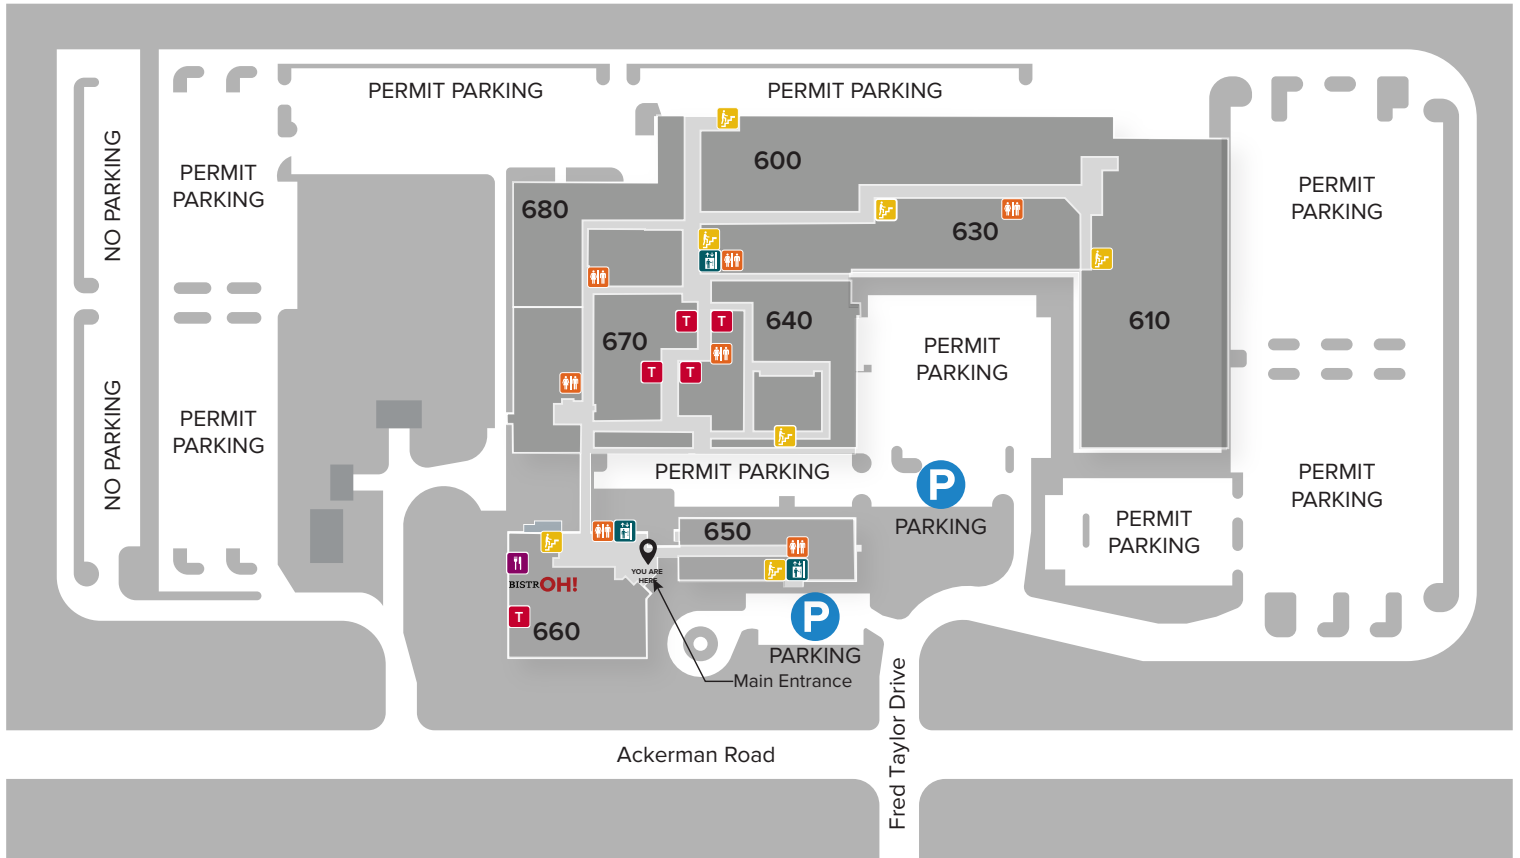 PERMIT PARKING
PERMIT PARKING
NO PARKING
PERMIT
PARKING
600
680
630
PERMIT
PARKING
T
T
640
670
610
PERMIT
PARKING
T
T
NO PARKING
PERMIT
PARKING
PERMIT PARKING
P
PARKING
PERMIT
PARKING
PERMIT
PARKING
650
YOU ARE
HERE
BISTROH!
T
660
P
PARKING
Main Entrance
Fred Taylor Drive
Ackerman Road